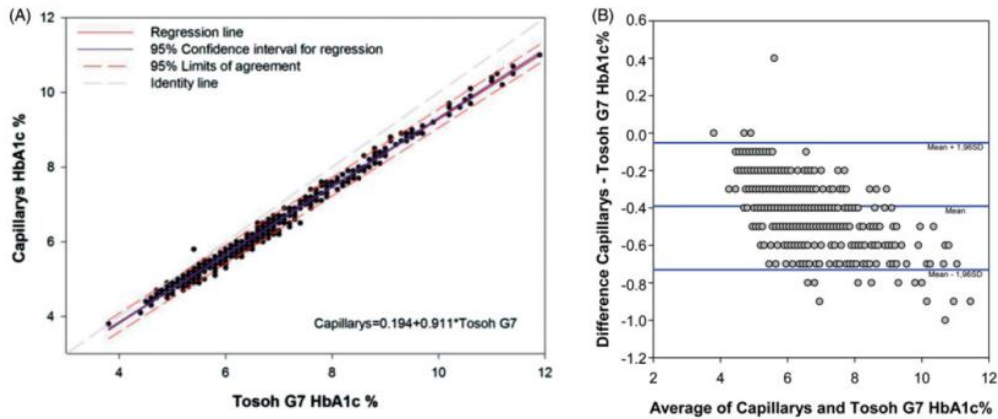 (A)
12
10
8
6
4
Capillarys HbA1c %
Regression line
95% Confidence interval for regression
95% Limits of agreement
Identity line
Capillarys=0.194+0.911*Tosoh G7
4 6 8 10 12
Tosoh G7 HbA1c %
(B)
0.6
0.4
0.2
0.0
-0.2
-0.4
-0.6
-0.8
-1.0
-1.2
Difference Capillarys - Tosoh G7 HbA1c%
Mean + 1,96SD
Mean
Mean - 1,96SD
2 4 6 8 10 12
Average of Capillarys and Tosoh G7 HbA1c%